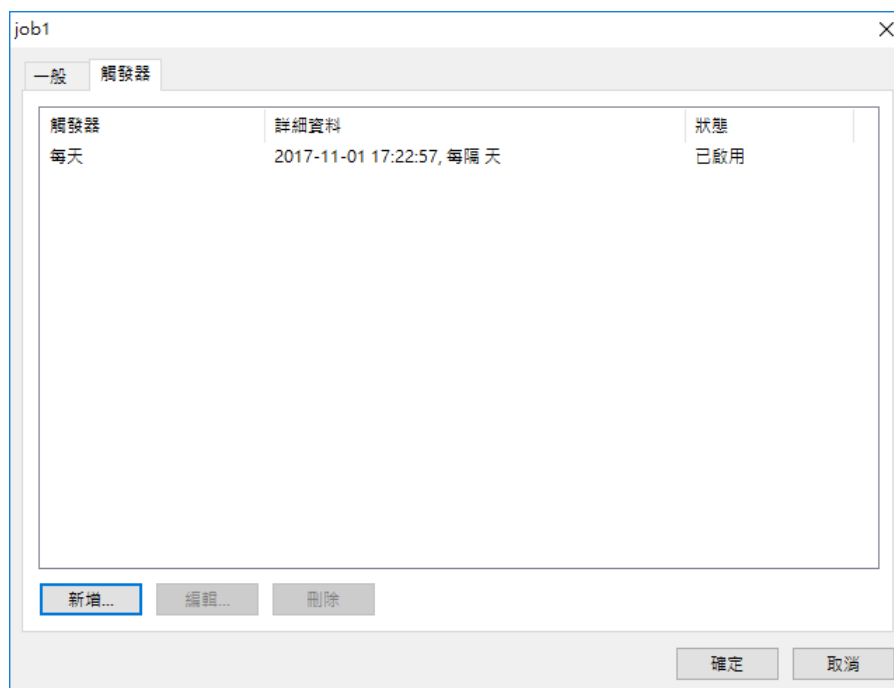 job1
一般 觸發器
觸發器 詳細資料 狀態
每天 2017-11-01 17:22:57, 每隔 天 已啟用
新增... 編輯... 刪除
確定 取消